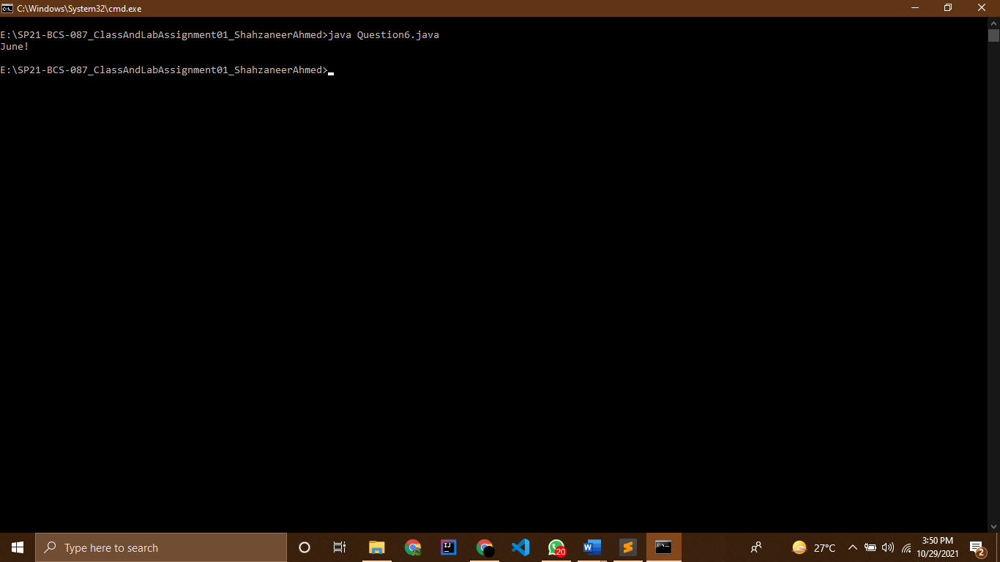 C:\Windows\System32\cmd.exe
E:\SP21-BCS-087_ClassAndLabAssignment01_ShahzaneerAhmed>java Question6.java
June!
E:\SP21-BCS-087_ClassAndLabAssignment01_ShahzaneerAhmed>
Type here to search
20
27°C
3:50 PM
10/29/2021
2